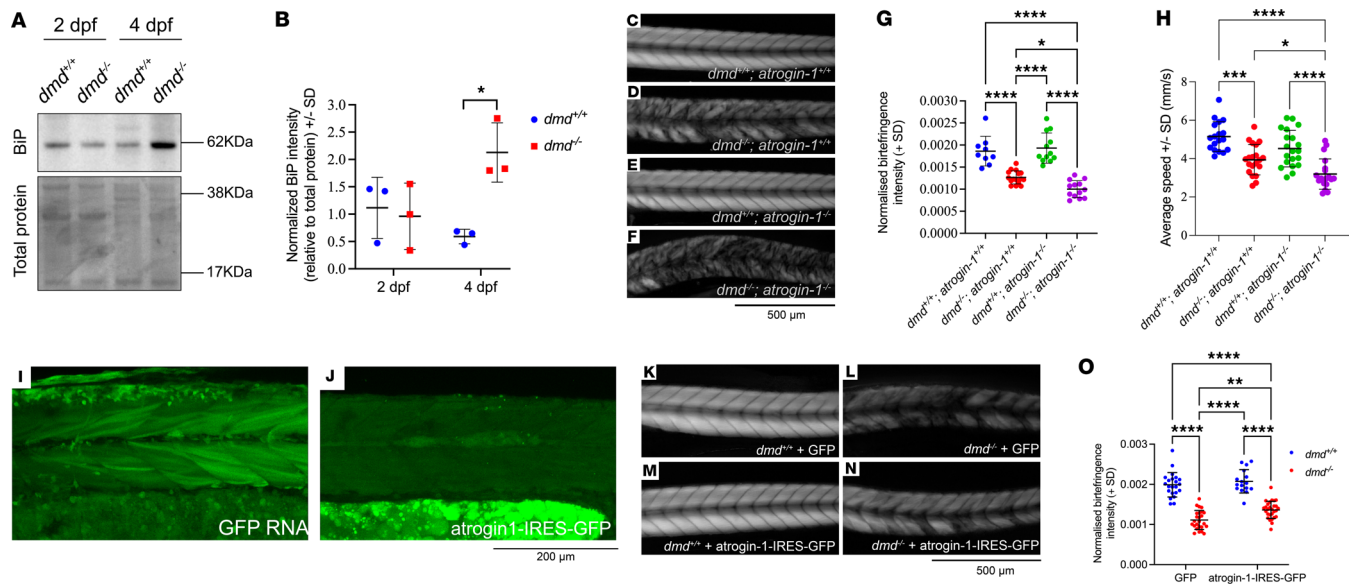 A
2 dpf
4 dpf
dmd+/+
dmd-/-
dmd+/+
dmd-/-
BiP
62KDa
38KDa
Total protein
17KDa
B
Normalized BiP intensity
(relative to total protein) +/- SD
3.0
2.5
2.0
1.5
1.0
0.5
0.0
*
dmd+/+
dmd-/-
2 dpf
4 dpf
C
dmd+/+; atrogin-1+/+
D
dmd-/-; atrogin-1+/+
E
dmd+/+; atrogin-1-/-
F
dmd-/-; atrogin-1-/-
500 µm
G
****
*
****
****
****
Normalised birefringence
intensity (+ SD)
0.0030
0.0025
0.0020
0.0015
0.0010
0.0005
0.0000
dmd+/+; atrogin-1+/+
dmd-/-; atrogin-1+/+
dmd+/+; atrogin-1-/-
dmd-/-; atrogin-1-/-
H
****
*
***
****
Average speed +/- SD (mm/s)
8
6
4
2
0
dmd+/+; atrogin-1+/+
dmd-/-; atrogin-1+/+
dmd+/+; atrogin-1-/-
dmd-/-; atrogin-1-/-
I
GFP RNA
J
atrogin1-IRES-GFP
200 µm
K
dmd+/+ + GFP
L
dmd-/- + GFP
M
dmd+/+ + atrogin-1-IRES-GFP
N
dmd-/- + atrogin-1-IRES-GFP
500 µm
O
****
**
****
****
****
Normalised birtefringence
intensity (+ SD)
0.003
0.002
0.001
0.000
dmd+/+
dmd-/-
GFP
atrogin-1-IRES-GFP